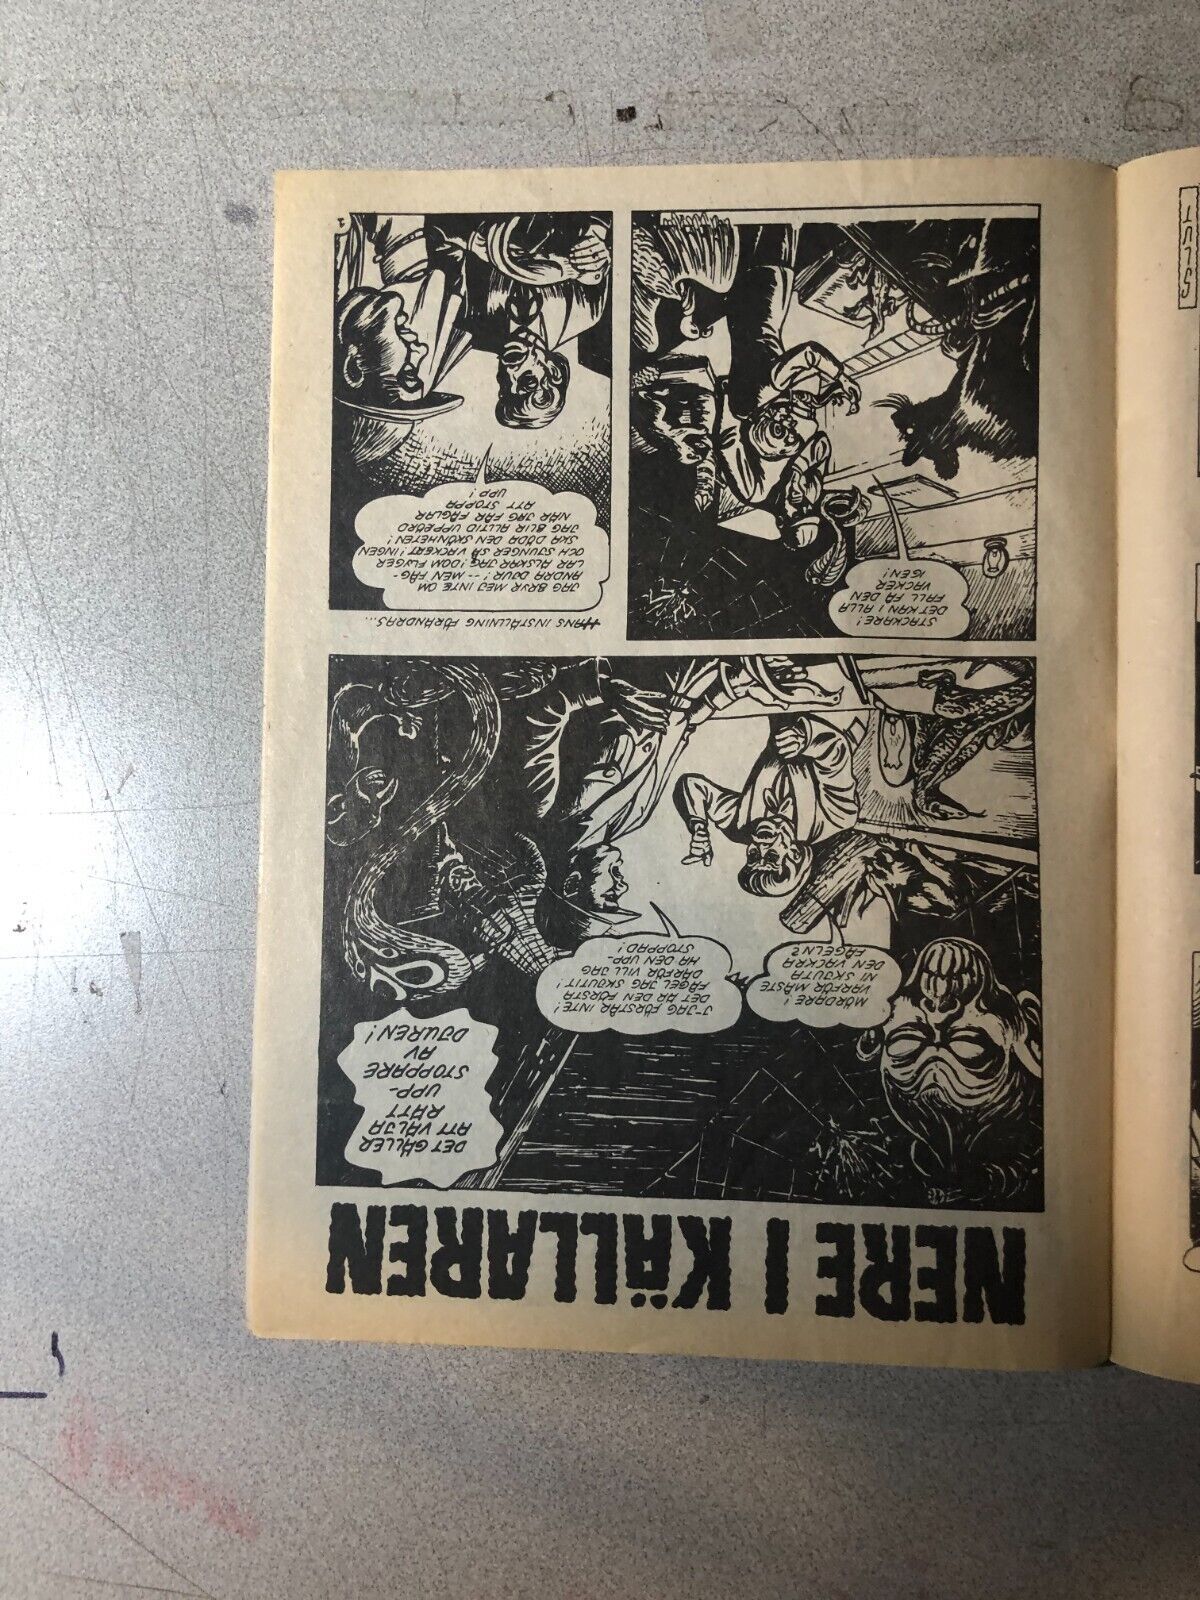 NERE I KÄLLAREN
DET GÄLLER
ATT VÄLJA
RÄTT
UPP-
STOPPARE
AV
DJUREN!
MÖRDARE!
VARFÖR MÅSTE
NI SKJUTA
DEN VACKRA
FÅGELN?
J-JAG FÖRSTÅR INTE!
DET ÄR DEN FÖRSTA
FÅGEL JAG SKJUTIT!
DÄRFÖR VILL JAG
HA DEN UPP-
STOPPAD!
STACKARE!
DET KAN I ALLA
FALL FÅ DEN
VACKER
IGEN!
HANS INSTÄLLNING FÖRÄNDRAS...
JAG BRYR MEJ INTE OM
ANDRA DJUR! -- MEN FÅG-
LAR ÄLSKAR JAG! DOM FLYGER
OCH SJUNGER SÅ VACKERT! INGEN
SKA DÖDA DEN SKÖNHETEN!
JAG BLIR ALLTID UPPRÖRD
NÄR JAG FÅR FÅGLAR
ATT STOPPA
UPP!
1